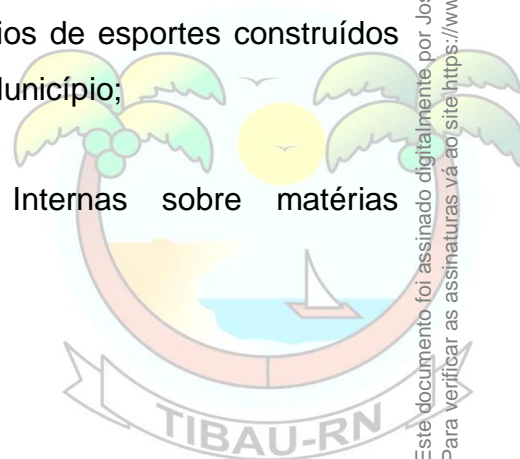 ios de esportes construídos
Município;
Internas sobre matérias
TIBAU-RN
Este documento foi assinado digitalmente por Jos
Para verificar as assinaturas vá ao site https://ww